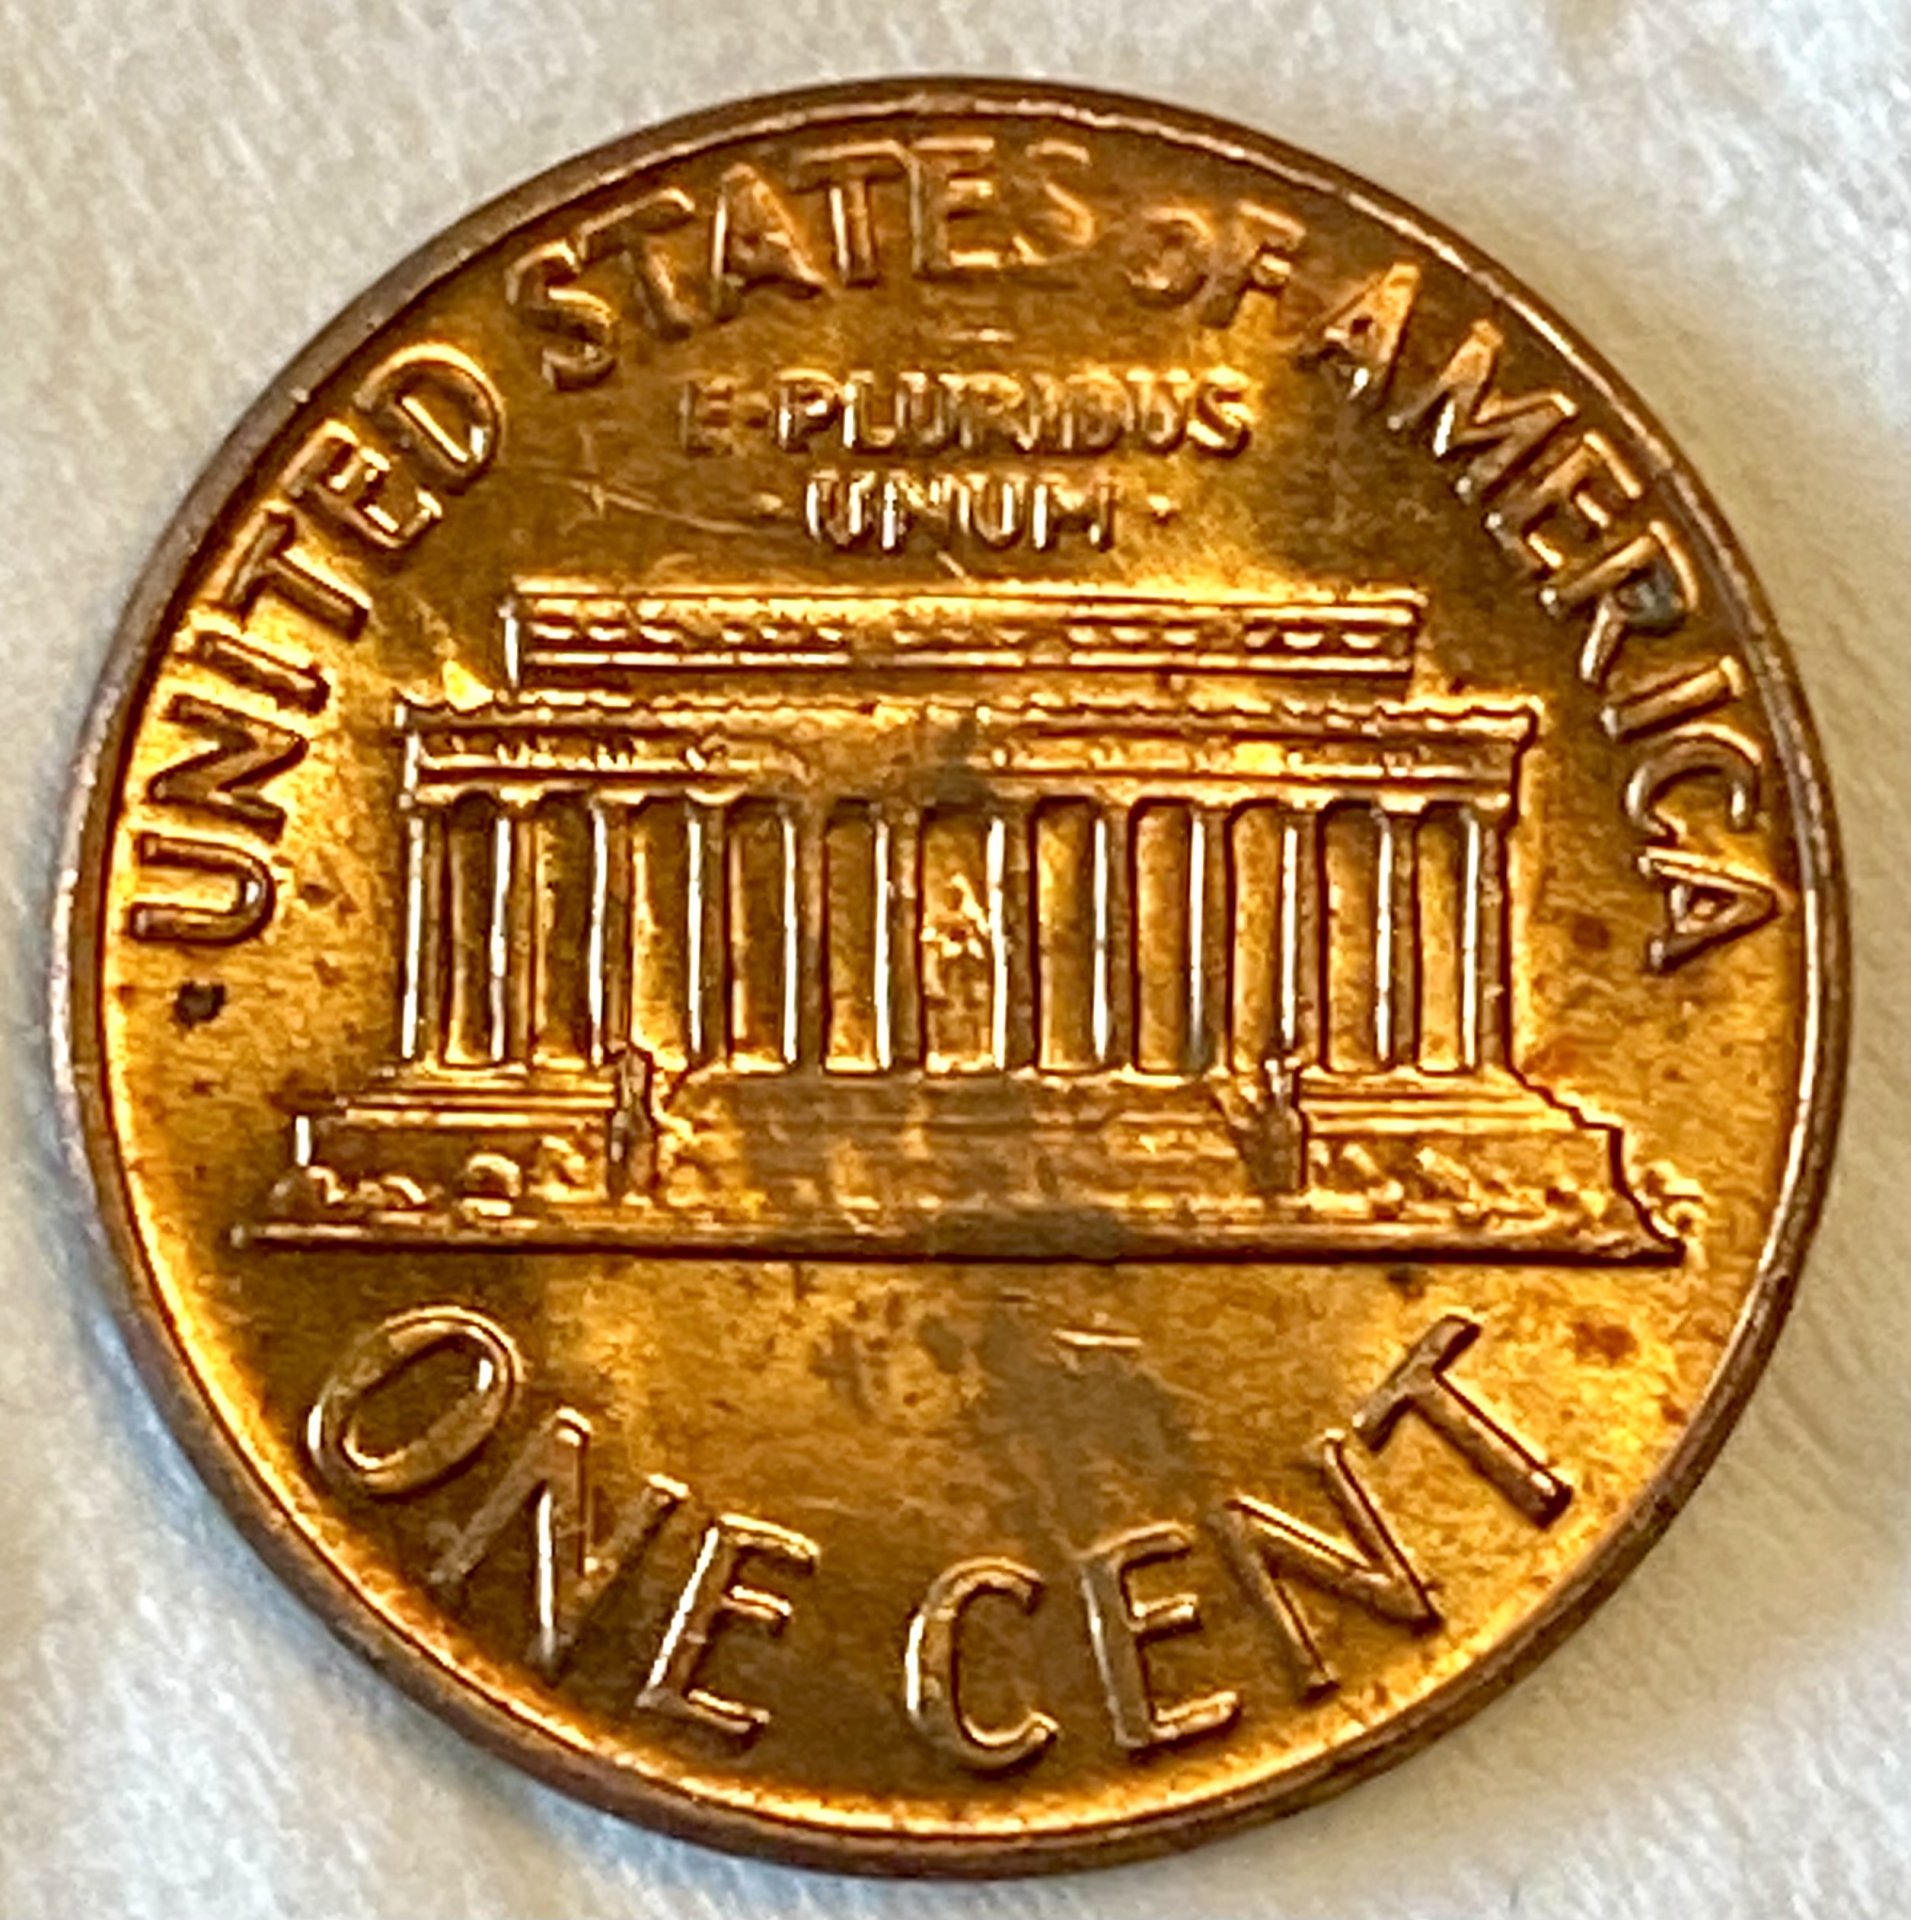 UNITED STATES OF AMERICA
E·PLURIBUS
·UNUM·
ONE CENT